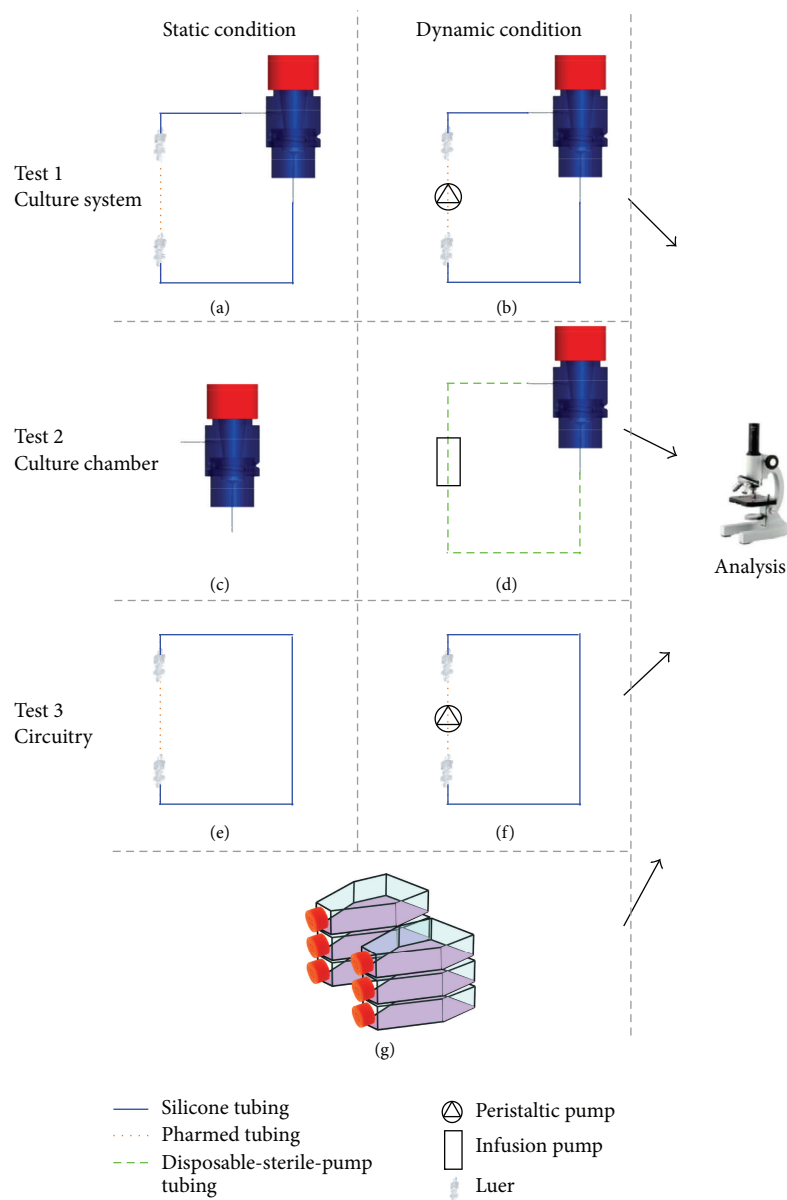 Static condition
Dynamic condition
Test 1
Culture system
(a)
(b)
Test 2
Culture chamber
(c)
(d)
Analysis
Test 3
Circuitry
(e)
(f)
(g)
Silicone tubing
Pharmed tubing
Disposable-sterile-pump
tubing
Peristaltic pump
Infusion pump
Luer